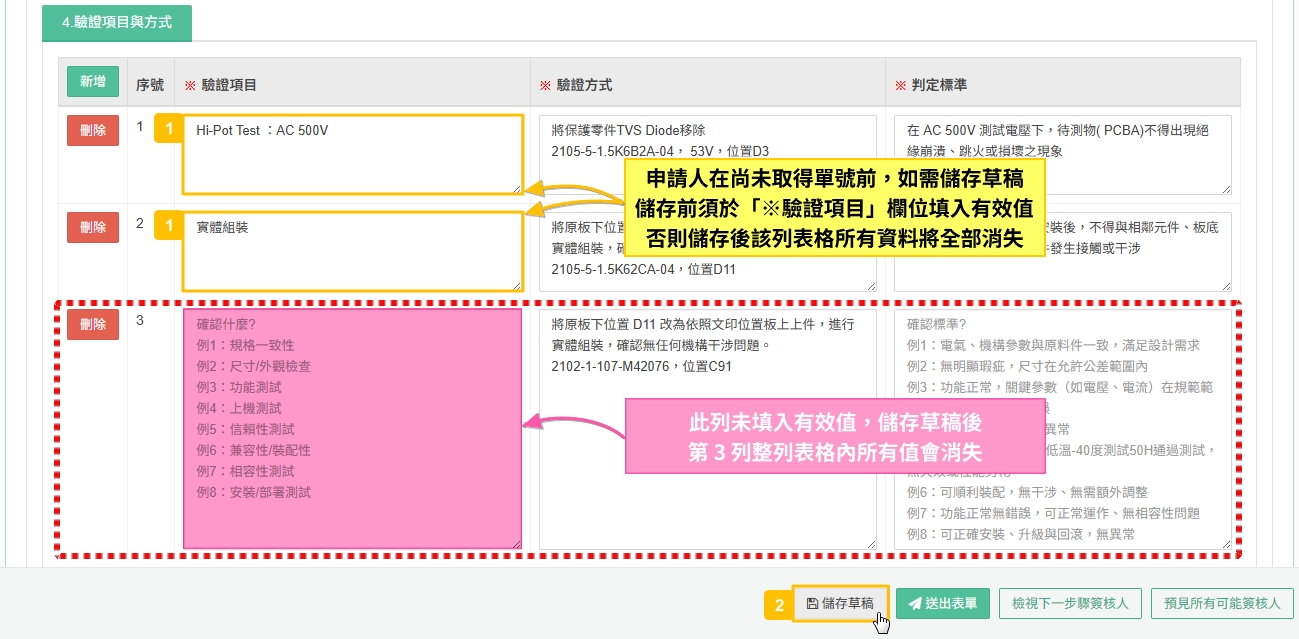 4.驗證項目與方式
新增
序號
※ 驗證項目
※ 驗證方式
※ 判定標準
刪除
1
1
Hi-Pot Test ：AC 500V
將保護零件TVS Diode移除
2105-5-1.5K6B2A-04， 53V，位置D3
在 AC 500V 測試電壓下，待測物( PCBA)不得出現絕
緣崩潰、跳火或損壞之現象
申請人在尚未取得單號前，如需儲存草稿
儲存前須於「※驗證項目」欄位填入有效值
否則儲存後該列表格所有資料將全部消失
刪除
2
1
實體組裝
將原板下位置
實體組裝，確
2105-5-1.5K62CA-04，位置D11
裝後，不得與相鄰元件、板底
發生接觸或干涉
刪除
3
確認什麼?
例1：規格一致性
例2：尺寸/外觀檢查
例3：功能測試
例4：上機測試
例5：信賴性測試
例6：兼容性/裝配性
例7：相容性測試
例8：安裝/部署測試
將原板下位置 D11 改為依照文印位置板上上件，進行
實體組裝，確認無任何機構干涉問題。
2102-1-107-M42076，位置C91
確認標準?
例1：電氣、機構參數與原料件一致，滿足設計需求
例2：無明顯瑕疵，尺寸在允許公差範圍內
例3：功能正常，關鍵參數（如電壓、電流）在規範範
異常
低溫-40度測試50H通過測試，
例6：可順利裝配，無干涉、無需額外調整
例7：功能正常無錯誤，可正常運作、無相容性問題
例8：可正確安裝、升級與回滾，無異常
此列未填入有效值，儲存草稿後
第 3 列整列表格內所有值會消失
2
儲存草稿
送出表單
檢視下一步驟簽核人
預見所有可能簽核人